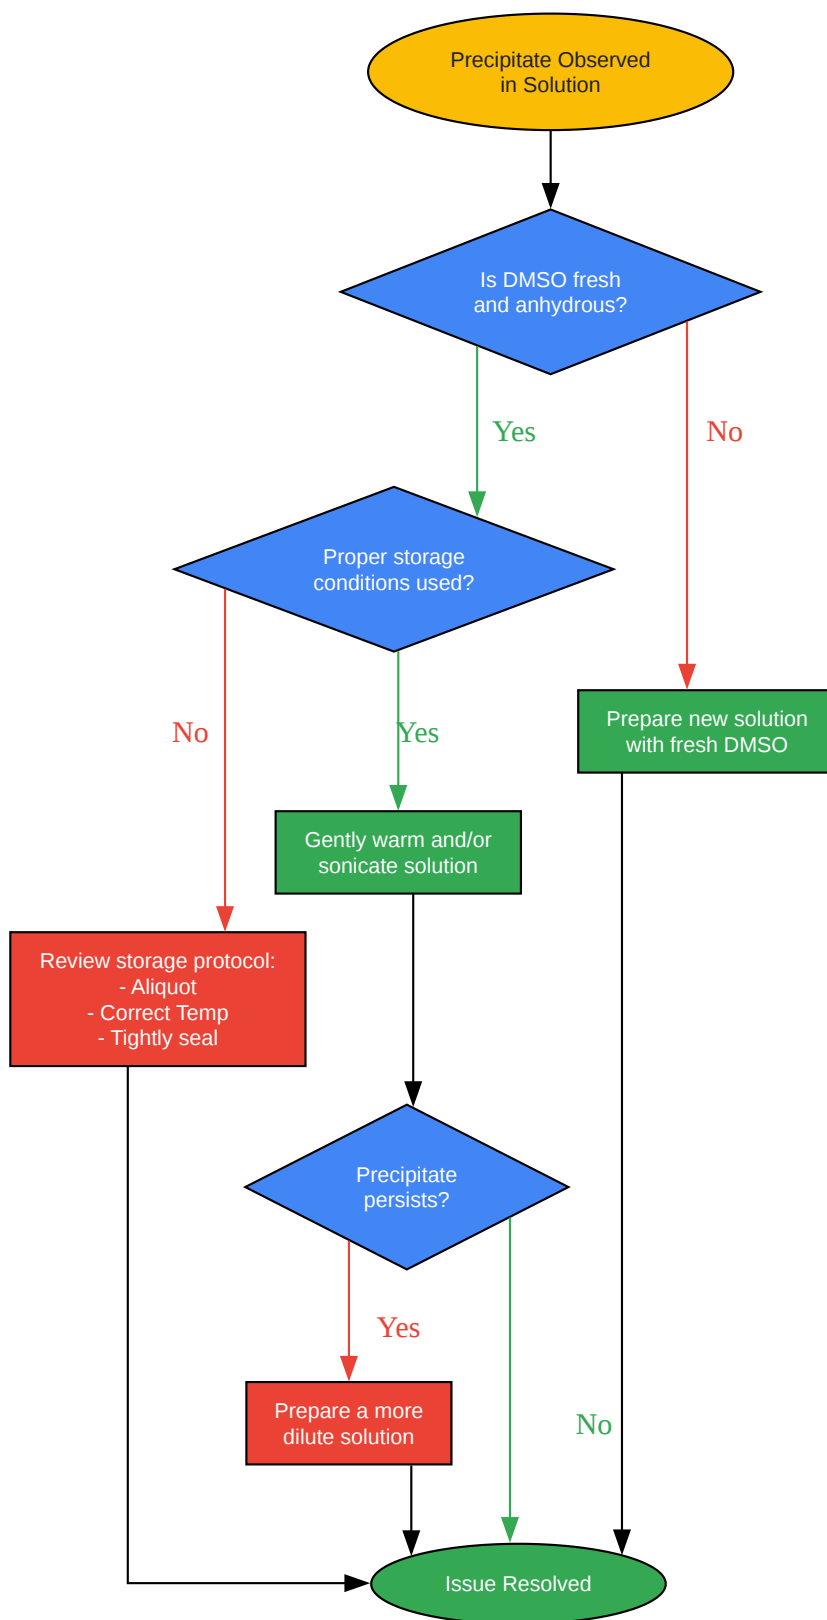 Precipitate Observed
in Solution
Is DMSO fresh
and anhydrous?
Yes
No
Proper storage
conditions used?
No
Yes
Prepare new solution
with fresh DMSO
Gently warm and/or
sonicate solution
Review storage protocol:
- Aliquot
- Correct Temp
- Tightly seal
Precipitate
persists?
Yes
Prepare a more
dilute solution
No
Issue Resolved